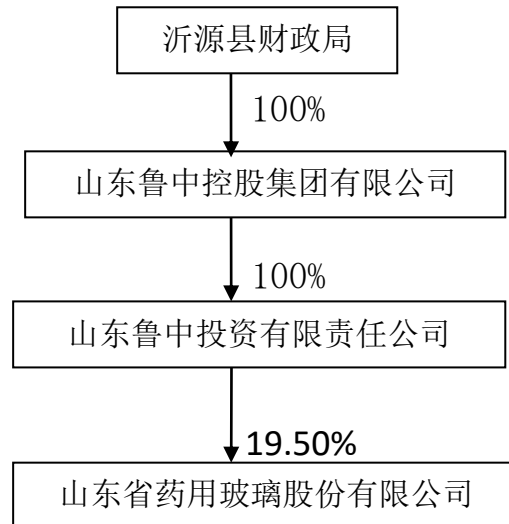 沂源县财政局
100%
山东鲁中控股集团有限公司
100%
山东鲁中投资有限责任公司
19.50%
山东省药用玻璃股份有限公司